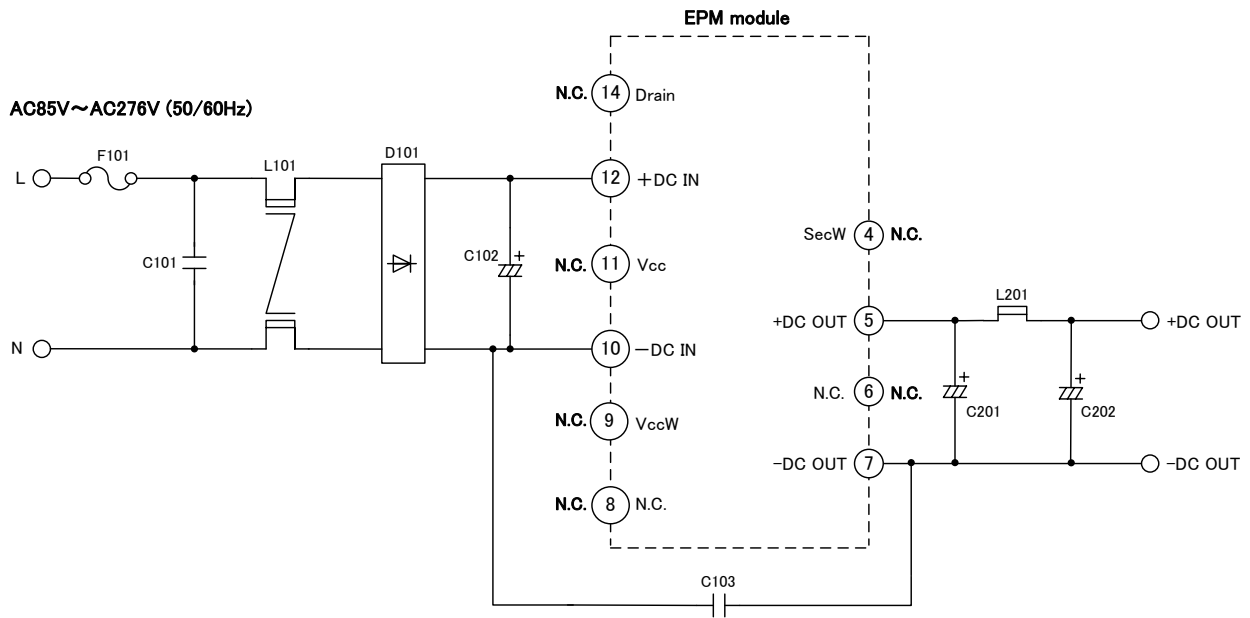 EPM module
N.C. 14 Drain
AC85V～AC276V (50/60Hz)
F101
L101
D101
L
12 +DC IN
SecW 4 N.C.
C101
C102 +
N.C. 11 Vcc
L201
+DC OUT 5
+DC OUT
N
10 −DC IN
N.C. 6 N.C.
+
C201
+
C202
N.C. 9 VccW
−DC OUT 7
−DC OUT
N.C. 8 N.C.
C103